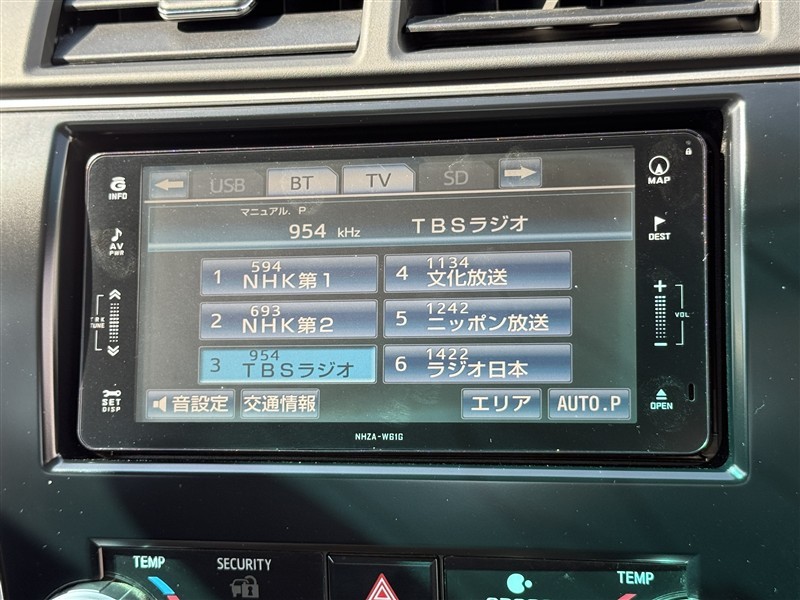 USB BT TV SD
INFO
MAP
マニュアル. P
954 kHz TBSラジオ
AV
PWR
DEST
1 594 NHK第1
4 1134 文化放送
2 693 NHK第2
5 1242 ニッポン放送
TRK
TUNE
VOL
3 954 TBSラジオ
6 1422 ラジオ日本
SET
DISP
音設定 交通情報 エリア AUTO.P
OPEN
NHZA-W61G
TEMP SECURITY TEMP